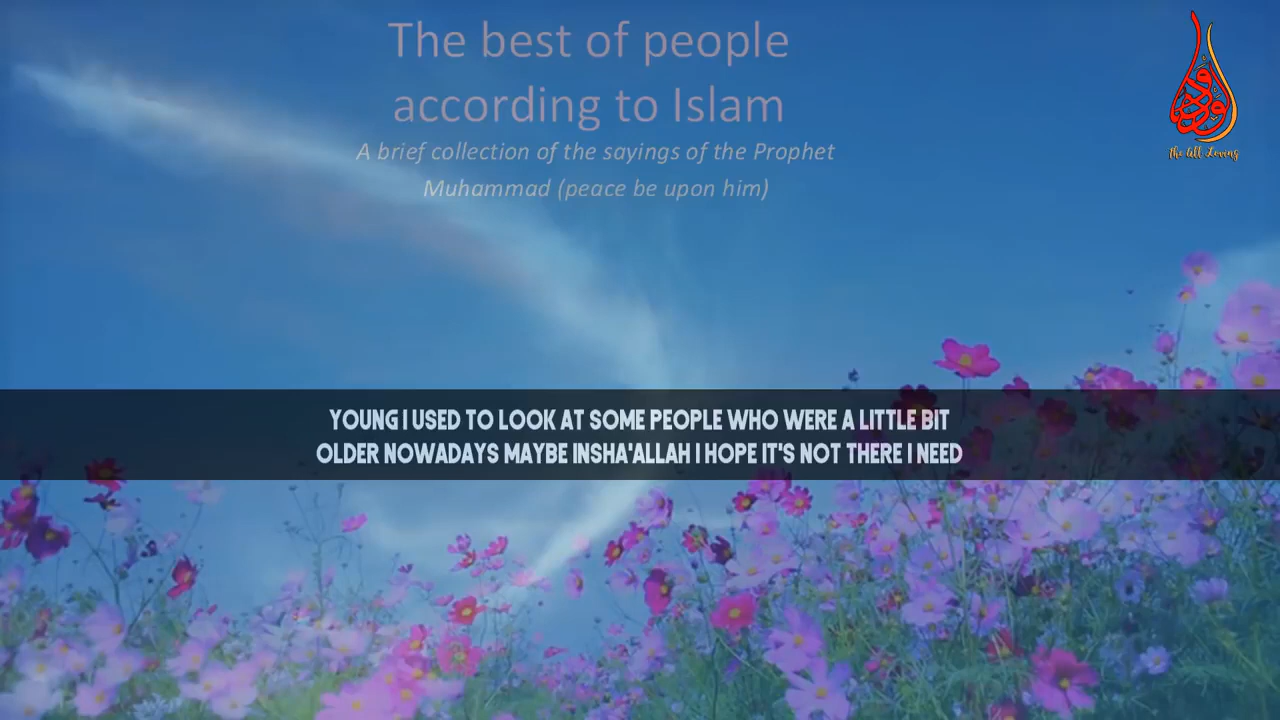 The best of people
according to Islam
A brief collection of the sayings of the Prophet
Muhammad (peace be upon him)
The All Loving
YOUNG I USED TO LOOK AT SOME PEOPLE WHO WERE A LITTLE BIT
OLDER NOWADAYS MAYBE INSHA'ALLAH I HOPE IT'S NOT THERE I NEED